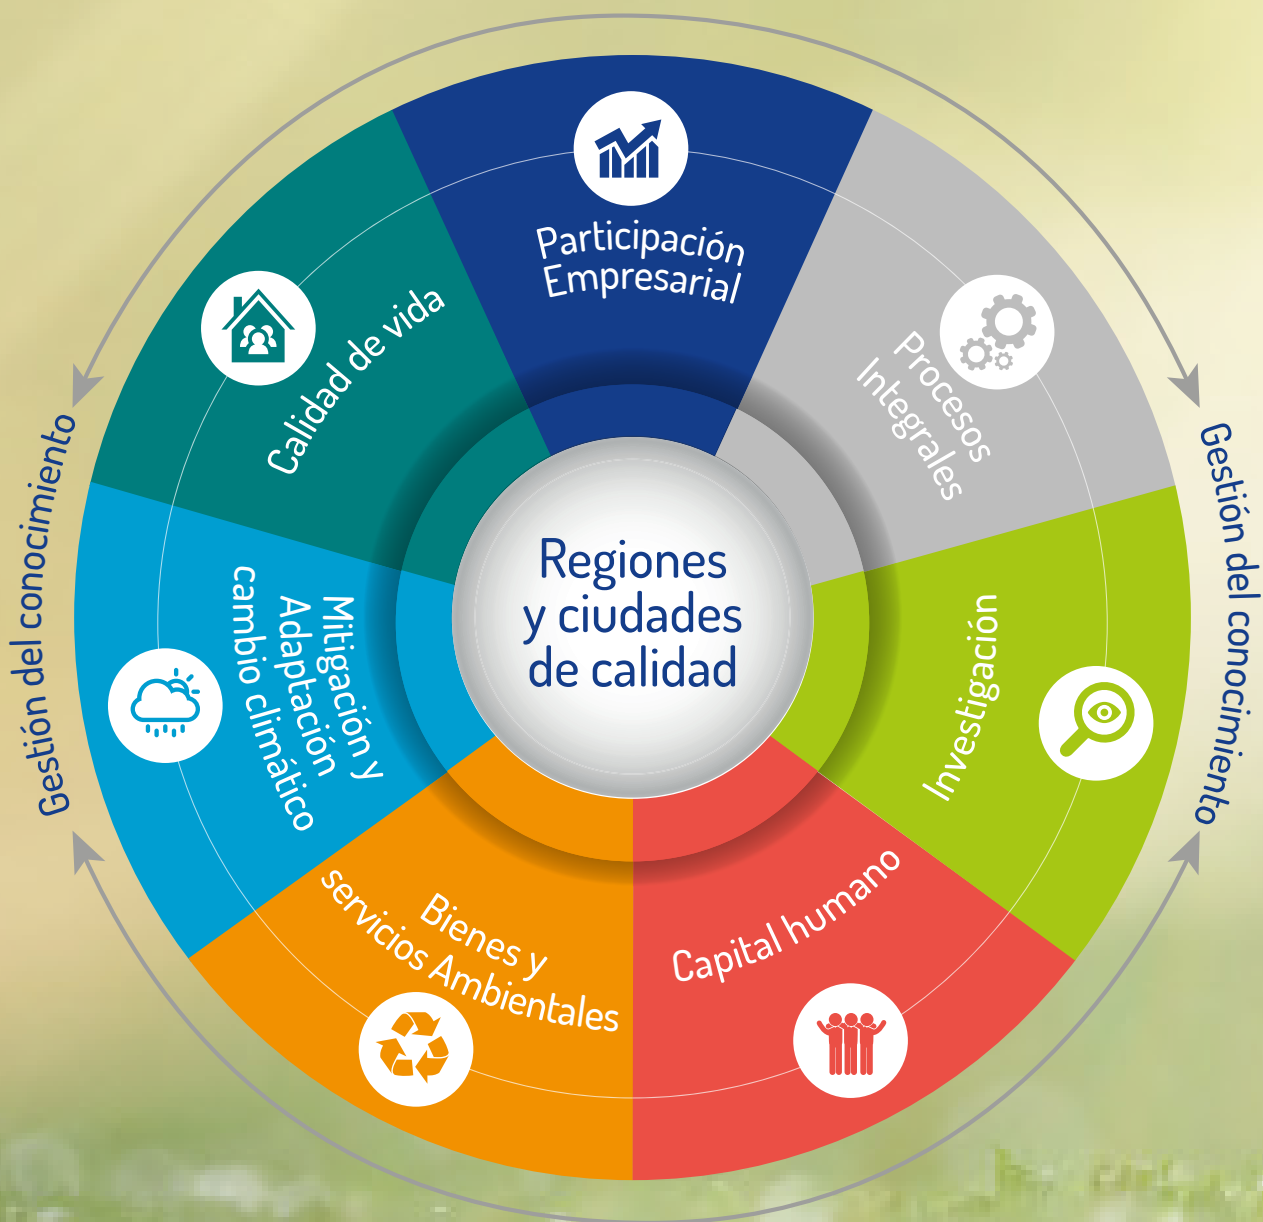 Participación
Empresarial
Procesos
Integrales
Investigación
Capital humano
Bienes y
servicios Ambientales
Mitigación y
Adaptación
cambio climático
Calidad de vida
Regiones
y ciudades
de calidad
Gestión del conocimiento
Gestión del conocimiento